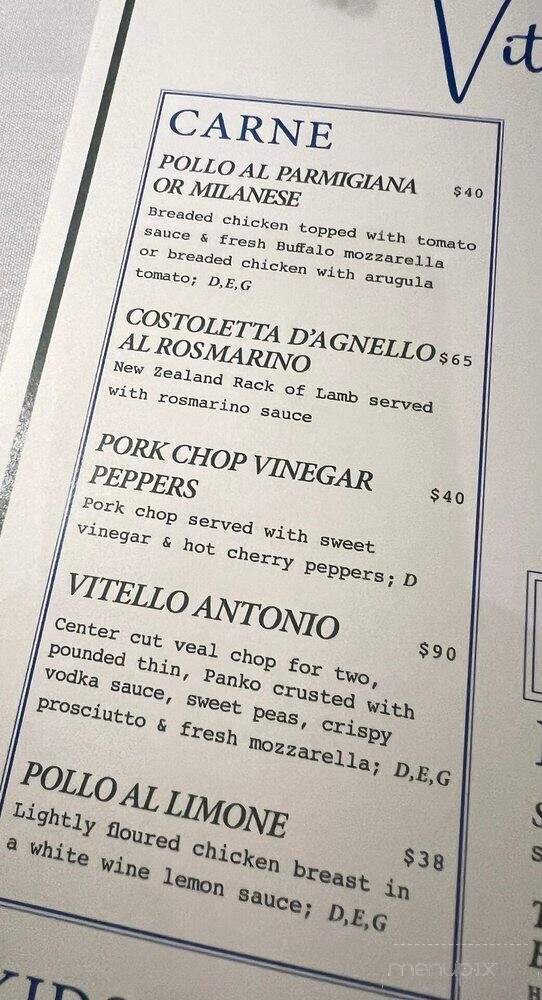 Vit
CARNE
POLLO AL PARMIGIANA
OR MILANESE $40
Breaded chicken topped with tomato
sauce & fresh Buffalo mozzarella
or breaded chicken with arugula
tomato; D,E,G
COSTOLETTA D'AGNELLO $65
AL ROSMARINO
New Zealand Rack of Lamb served
with rosmarino sauce
PORK CHOP VINEGAR
PEPPERS $40
Pork chop served with sweet
vinegar & hot cherry peppers; D
VITELLO ANTONIO $90
Center cut veal chop for two,
pounded thin, Panko crusted with
vodka sauce, sweet peas, crispy
prosciutto & fresh mozzarella; D,E,G
POLLO AL LIMONE $38
Lightly floured chicken breast in
a white wine lemon sauce; D,E,G
menupix